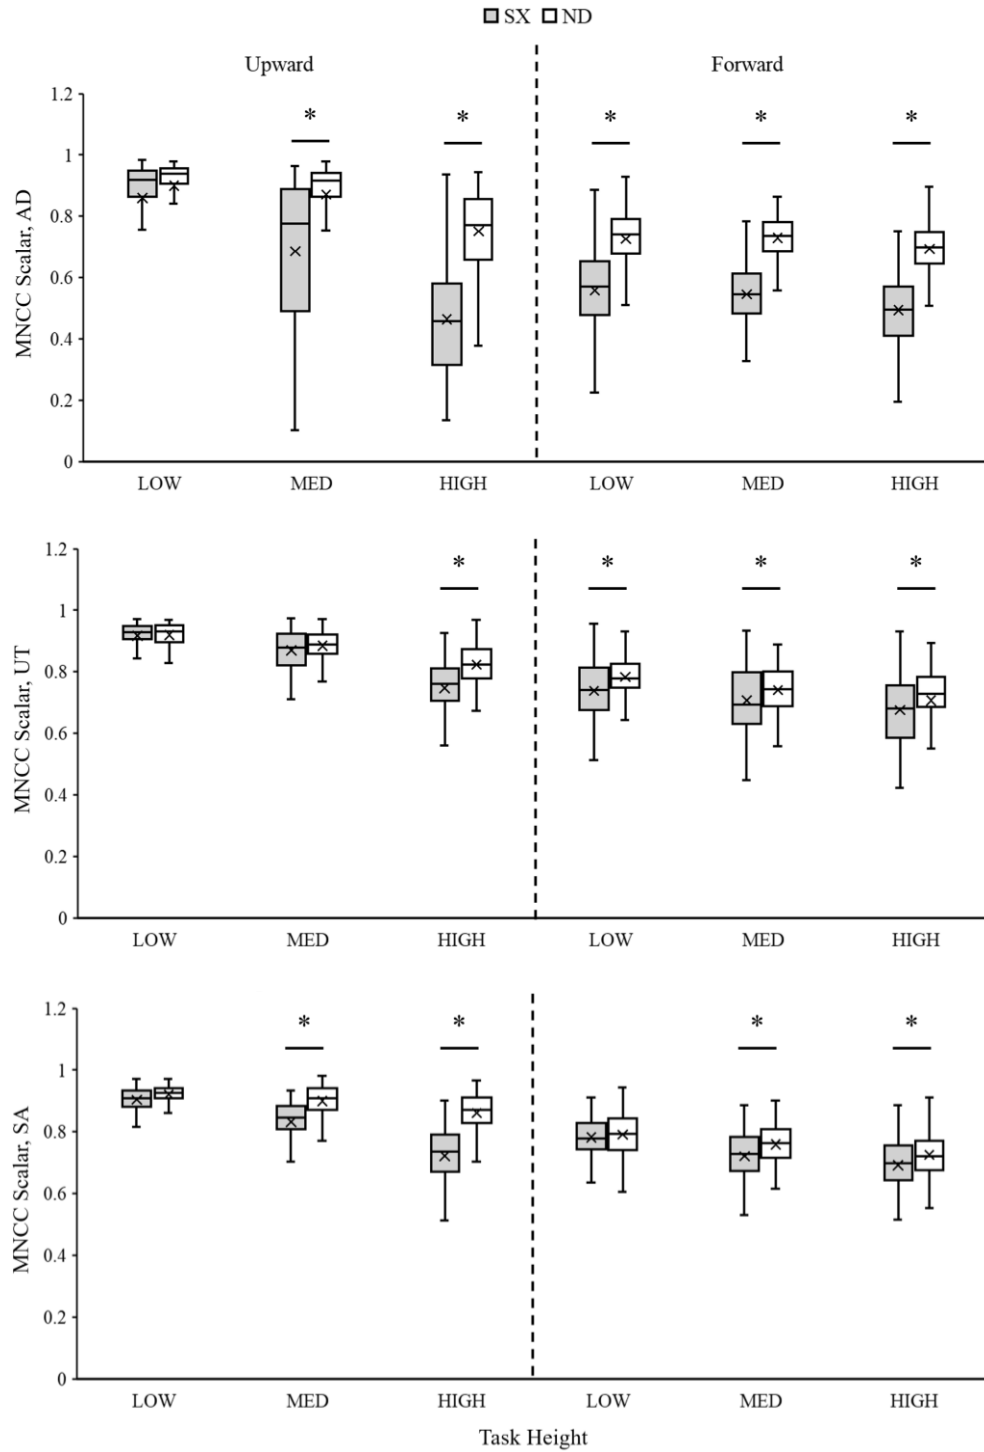 SX ND
Upward Forward
MNCC Scalar, AD
1.2
1
0.8
0.6
0.4
0.2
0
* * * * *
LOW MED HIGH LOW MED HIGH
MNCC Scalar, UT
1.2
1
0.8
0.6
0.4
0.2
0
* * * *
LOW MED HIGH LOW MED HIGH
MNCC Scalar, SA
1.2
1
0.8
0.6
0.4
0.2
0
* * * *
LOW MED HIGH LOW MED HIGH
Task Height